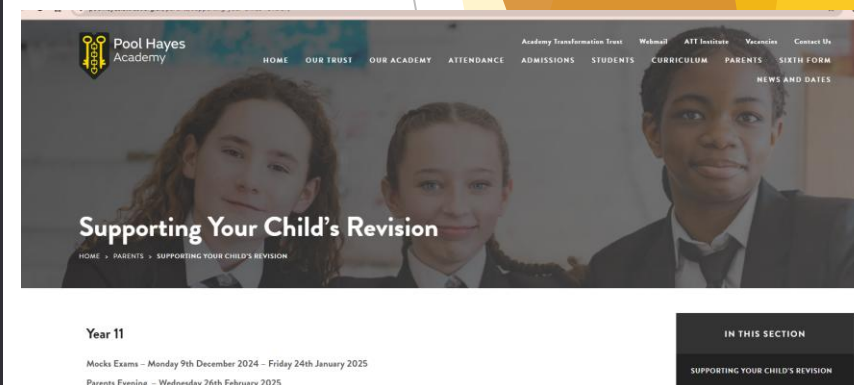 Pool Hayes
Academy
Academy Transformation Trust Webmail ATT Institute Vacancies Contact Us
HOME OUR TRUST OUR ACADEMY ATTENDANCE ADMISSIONS STUDENTS CURRICULUM PARENTS SIXTH FORM
NEWS AND DATES
Supporting Your Child's Revision
HOME > PARENTS > SUPPORTING YOUR CHILD'S REVISION
Year 11
IN THIS SECTION
Mocks Exams – Monday 9th December 2024 – Friday 24th January 2025
SUPPORTING YOUR CHILD'S REVISION
Parents Evening – Wednesday 26th February 2025